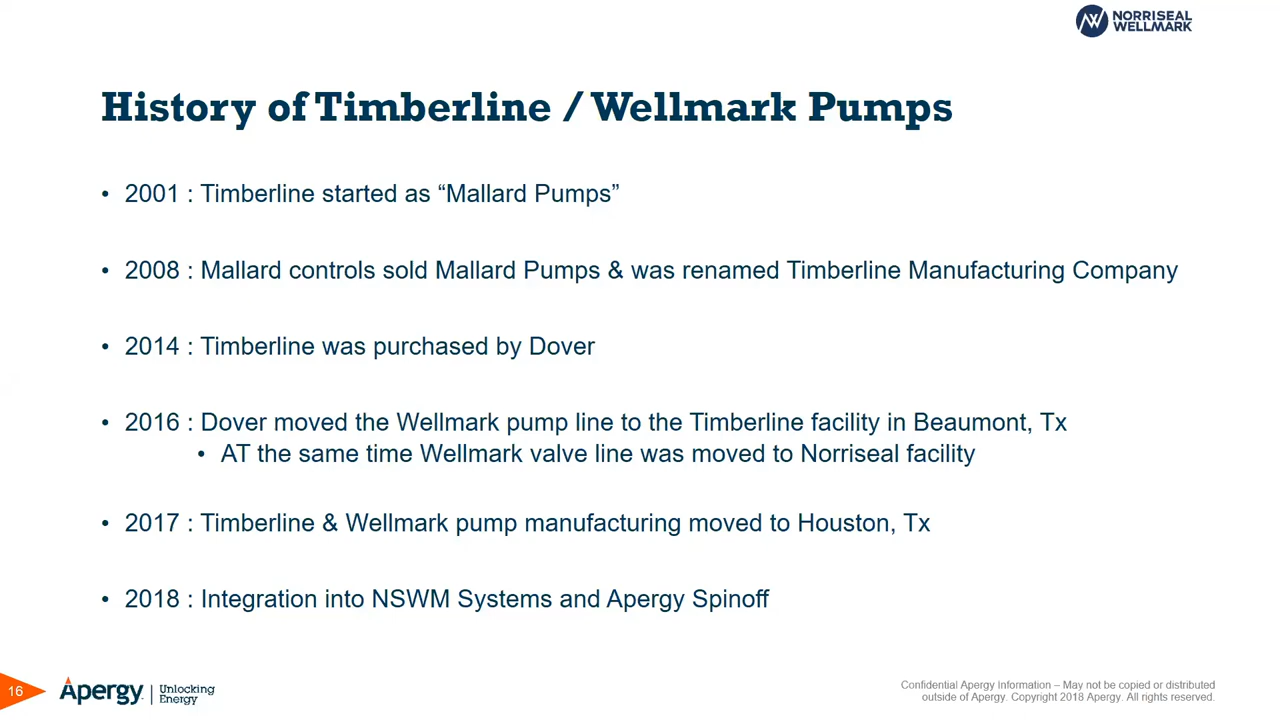 NORRISEAL
WELLMARK
History of Timberline / Wellmark Pumps
• 2001 : Timberline started as “Mallard Pumps”
• 2008 : Mallard controls sold Mallard Pumps & was renamed Timberline Manufacturing Company
• 2014 : Timberline was purchased by Dover
• 2016 : Dover moved the Wellmark pump line to the Timberline facility in Beaumont, Tx
• AT the same time Wellmark valve line was moved to Norriseal facility
• 2017 : Timberline & Wellmark pump manufacturing moved to Houston, Tx
• 2018 : Integration into NSWM Systems and Apergy Spinoff
16
Apergy | Unlocking
Energy
Confidential Apergy Information – May not be copied or distributed
outside of Apergy. Copyright 2018 Apergy. All rights reserved.